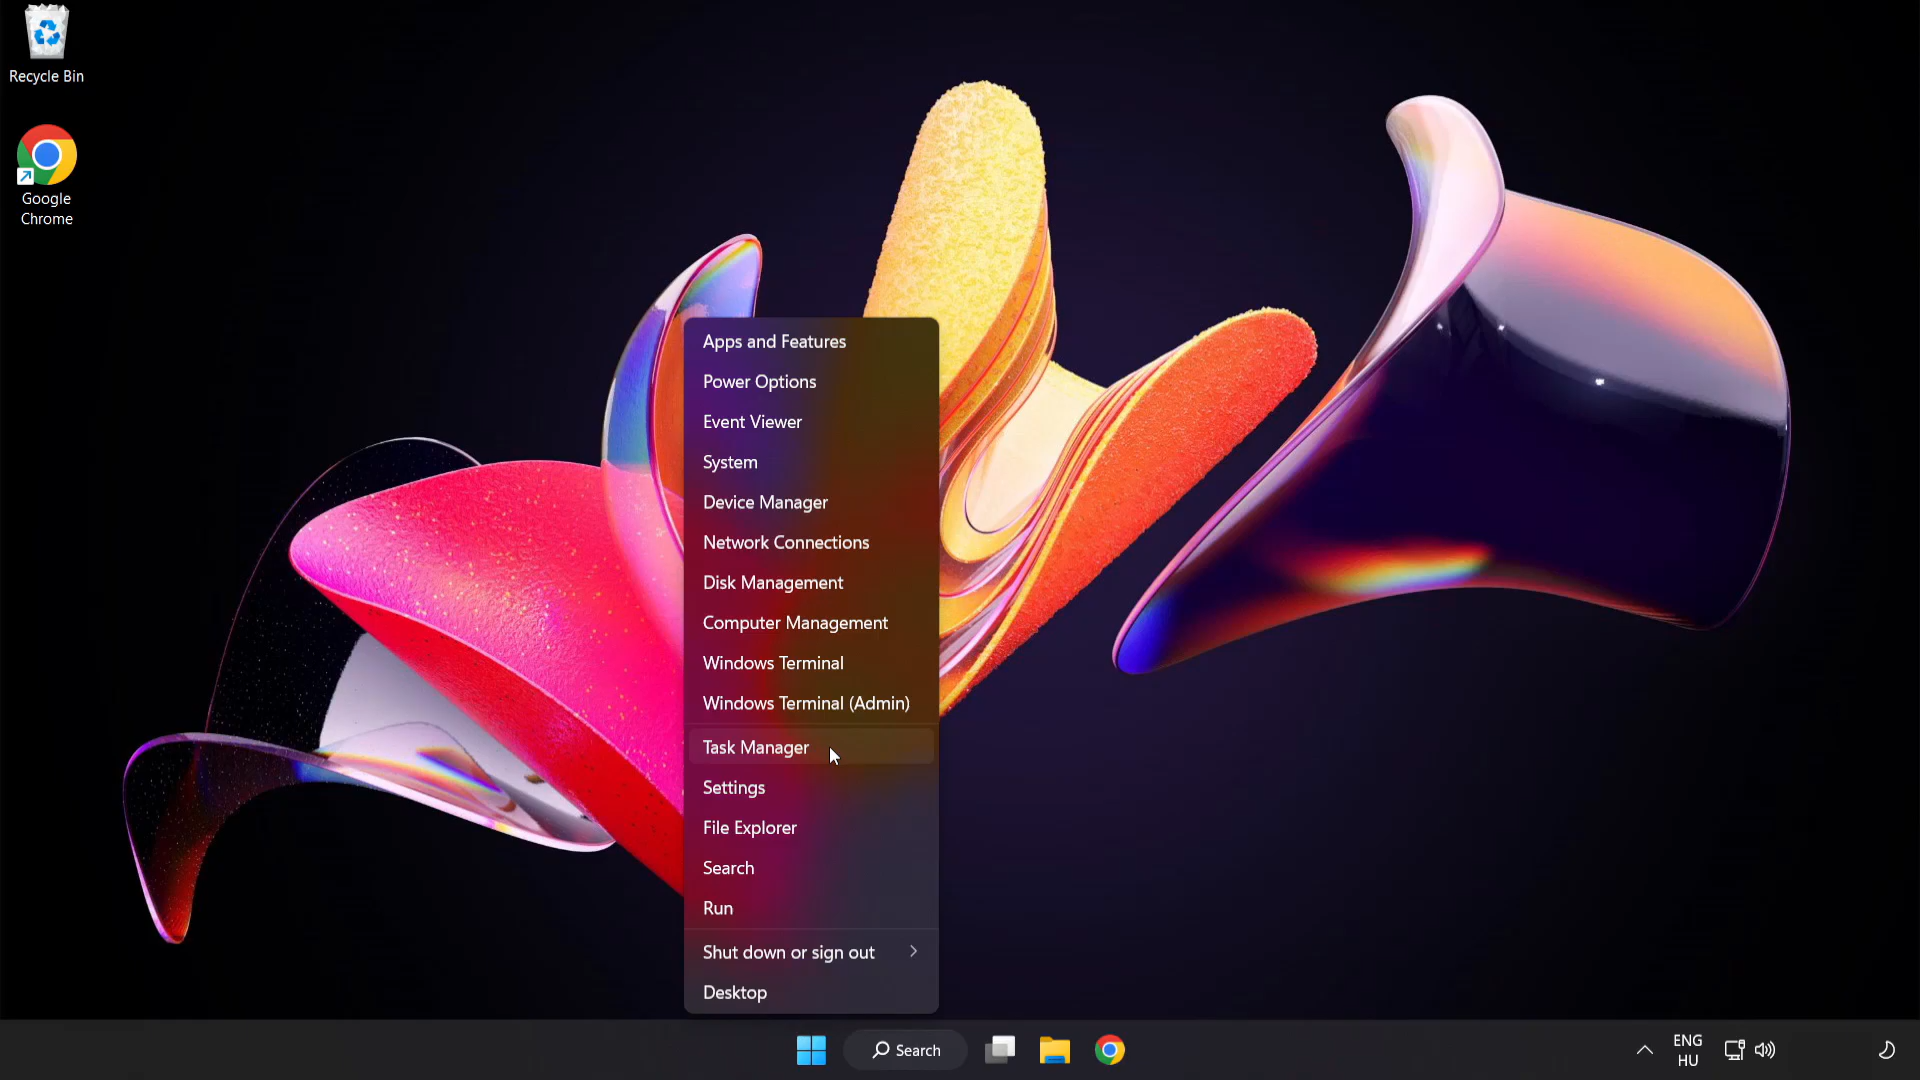 Recycle Bin
Google
Chrome
Apps and Features
Power Options
Event Viewer
System
Device Manager
Network Connections
Disk Management
Computer Management
Windows Terminal
Windows Terminal (Admin)
Task Manager
Settings
File Explorer
Search
Run
Shut down or sign out
Desktop
Search
ENG
HU